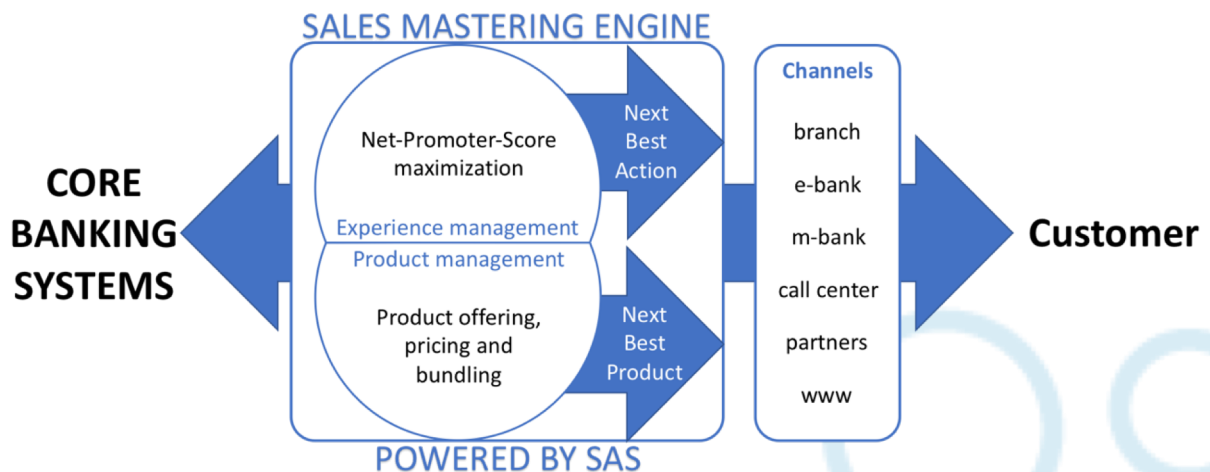 SALES MASTERING ENGINE
CORE
BANKING
SYSTEMS
Net-Promoter-Score
maximization
Experience management
Product management
Product offering,
pricing and
bundling
Next
Best
Action
Next
Best
Product
Channels
branch
e-bank
m-bank
call center
partners
www
Customer
POWERED BY SAS